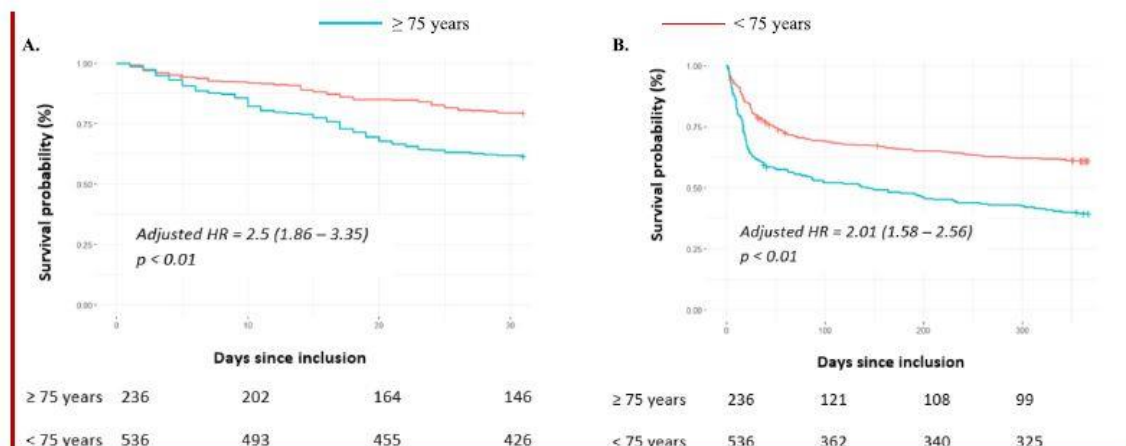 ≥ 75 years
< 75 years
A.
Survival probability (%)
1.00
0.75
0.50
0.25
0.00
Adjusted HR = 2.5 (1.86 – 3.35)
p < 0.01
0
10
20
30
Days since inclusion
≥ 75 years 236 202 164 146
< 75 years 536 493 455 426
B.
Survival probability (%)
1.00
0.75
0.50
0.25
0.00
Adjusted HR = 2.01 (1.58 – 2.56)
p < 0.01
0
100
200
300
Days since inclusion
≥ 75 years 236 121 108 99
< 75 years 536 362 340 325